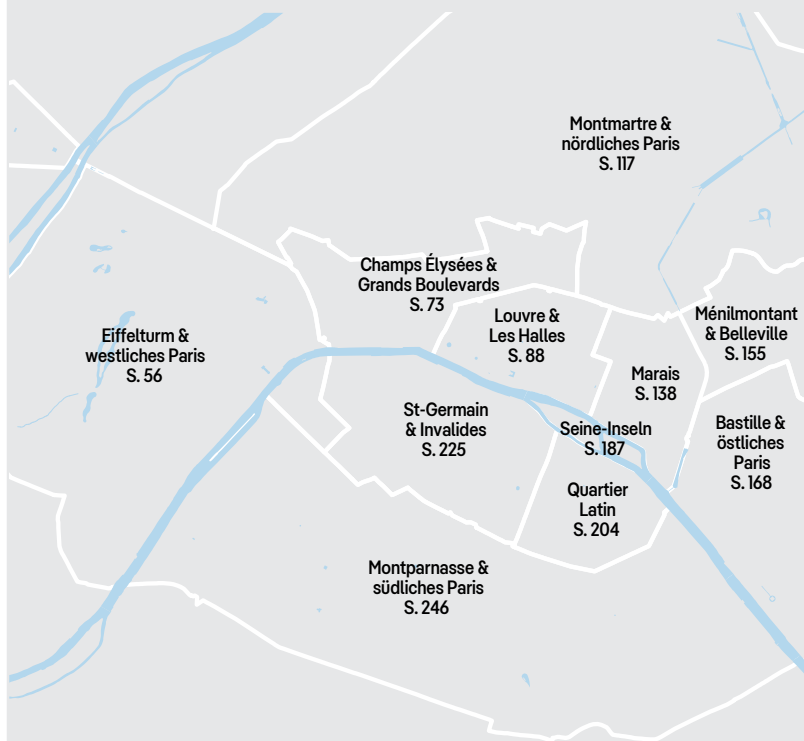 Montmartre &
nördliches Paris
S. 117
Champs Élysées &
Grands Boulevards
S. 73
Louvre &
Les Halles
S. 88
Ménilmontant
& Belleville
S. 155
Eiffelturm &
westliches Paris
S. 56
Marais
S. 138
St-Germain
& Invalides
S. 225
Seine-Inseln
S. 187
Bastille &
östliches
Paris
S. 168
Quartier
Latin
S. 204
Montparnasse &
südliches Paris
S. 246